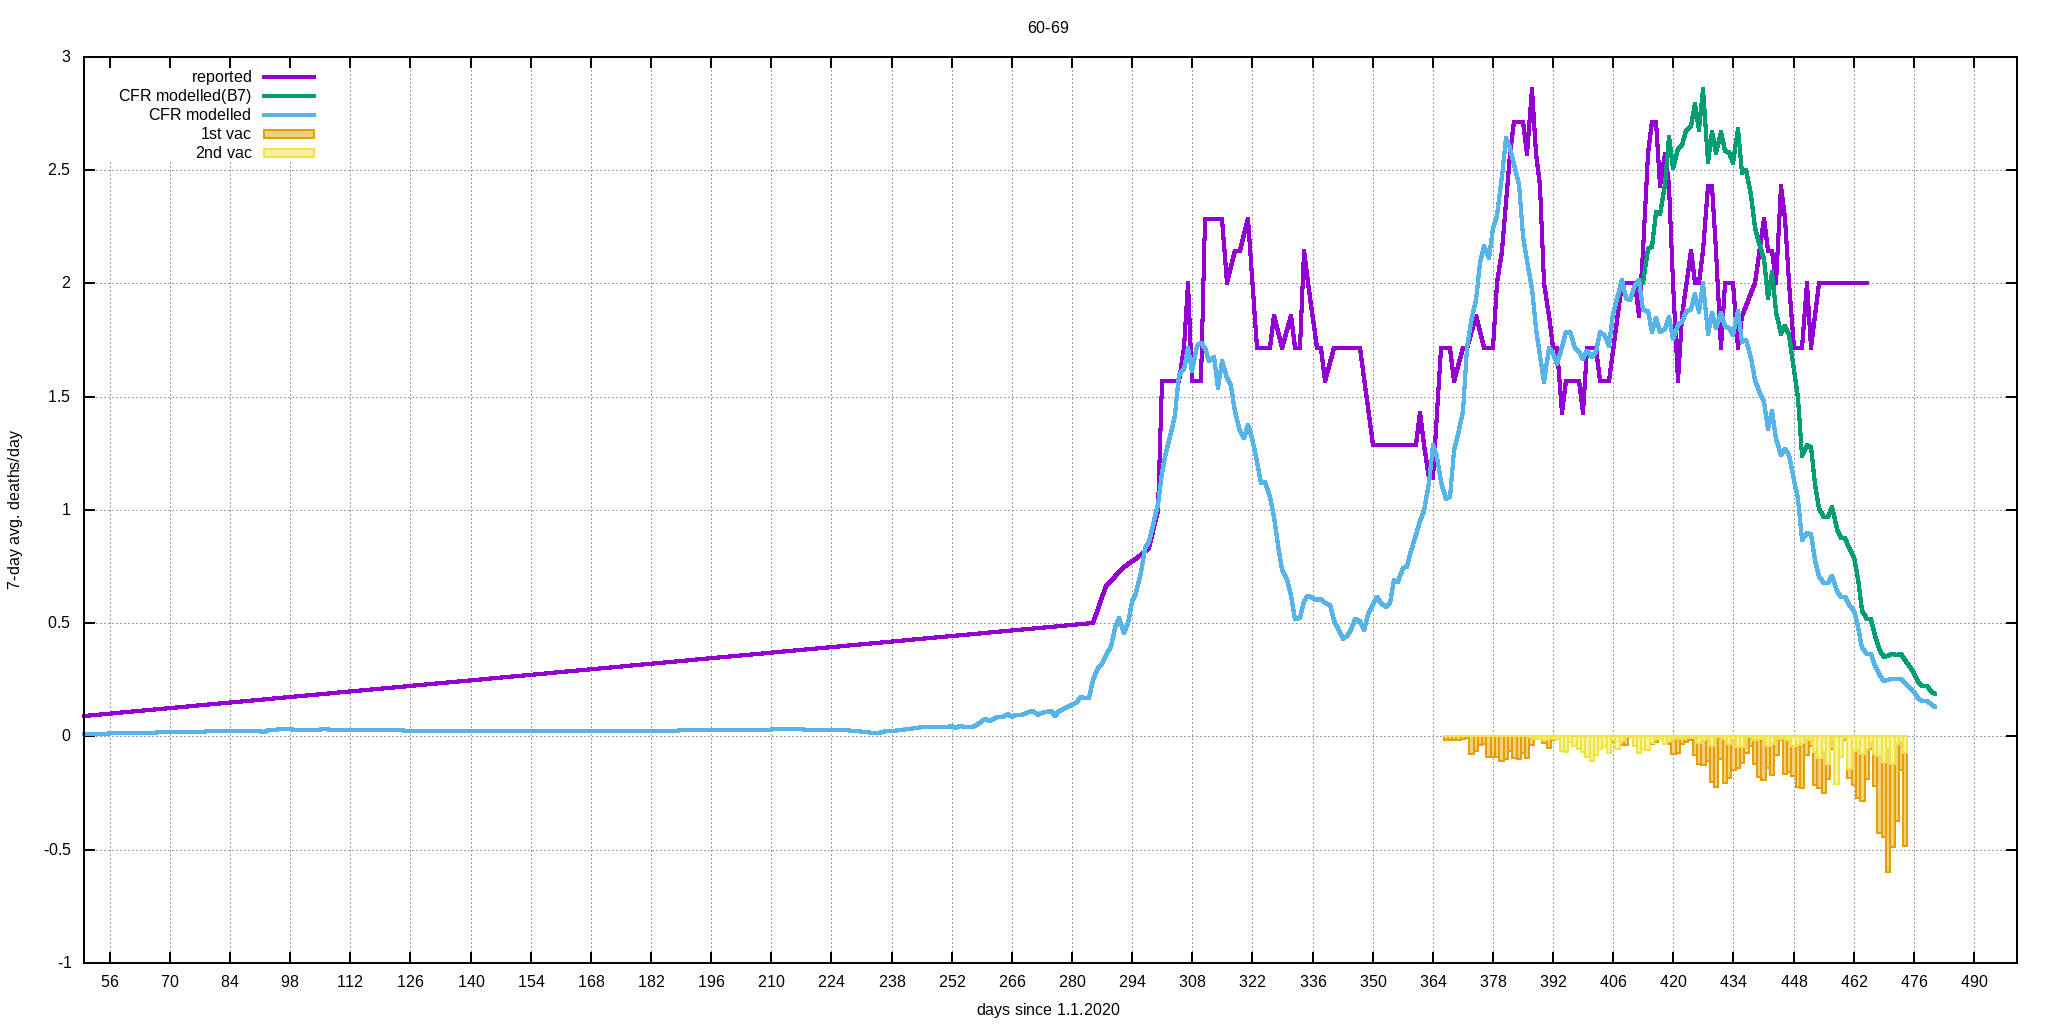 60-69
reported
CFR modelled(B7)
CFR modelled
1st vac
2nd vac
3
2.5
2
1.5
1
0.5
0
-0.5
-1
7-day avg. deaths/day
56 70 84 98 112 126 140 154 168 182 196 210 224 238 252 266 280 294 308 322 336 350 364 378 392 406 420 434 448 462 476 490
days since 1.1.2020